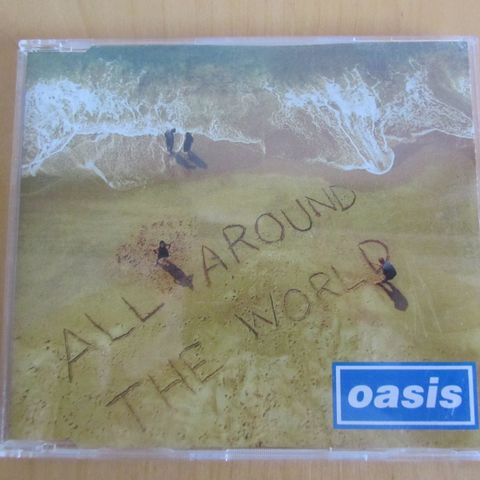 ALL AROUND
THE WORLD
oasis